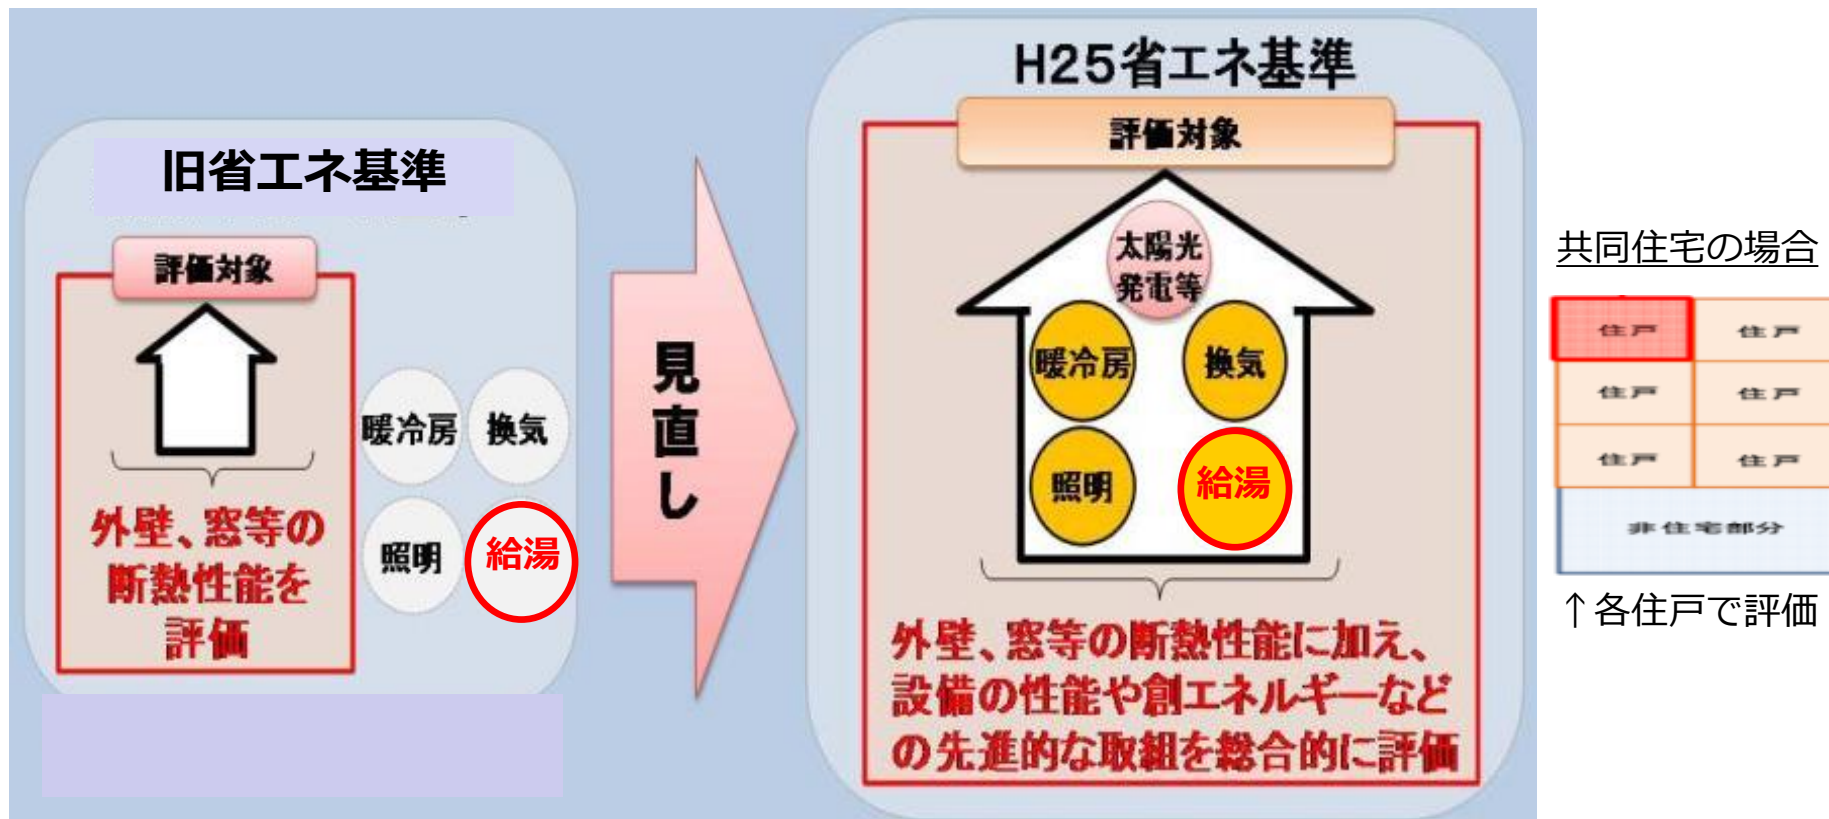 旧省エネ基準
評価対象
暖冷房
換気
照明
給湯
外壁、窓等の
断熱性能を
評価
見直し
H25省エネ基準
評価対象
太陽光
発電等
暖冷房
換気
照明
給湯
外壁、窓等の断熱性能に加え、
設備の性能や創エネルギーなど
の先進的な取組を総合的に評価
共同住宅の場合
住戸 住戸
住戸 住戸
住戸 住戸
非住宅部分
↑各住戸で評価